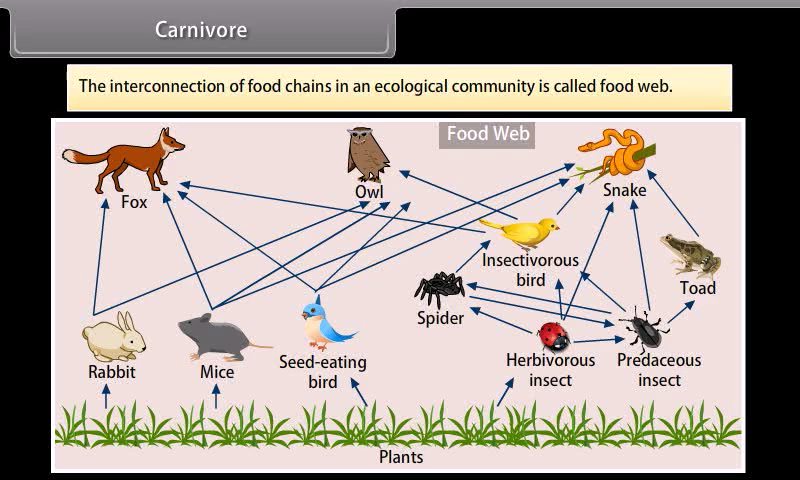 Carnivore
The interconnection of food chains in an ecological community is called food web.
Food Web
Fox
Owl
Snake
Insectivorous
bird
Toad
Spider
Rabbit
Mice
Seed-eating
bird
Herbivorous
insect
Predaceous
insect
Plants